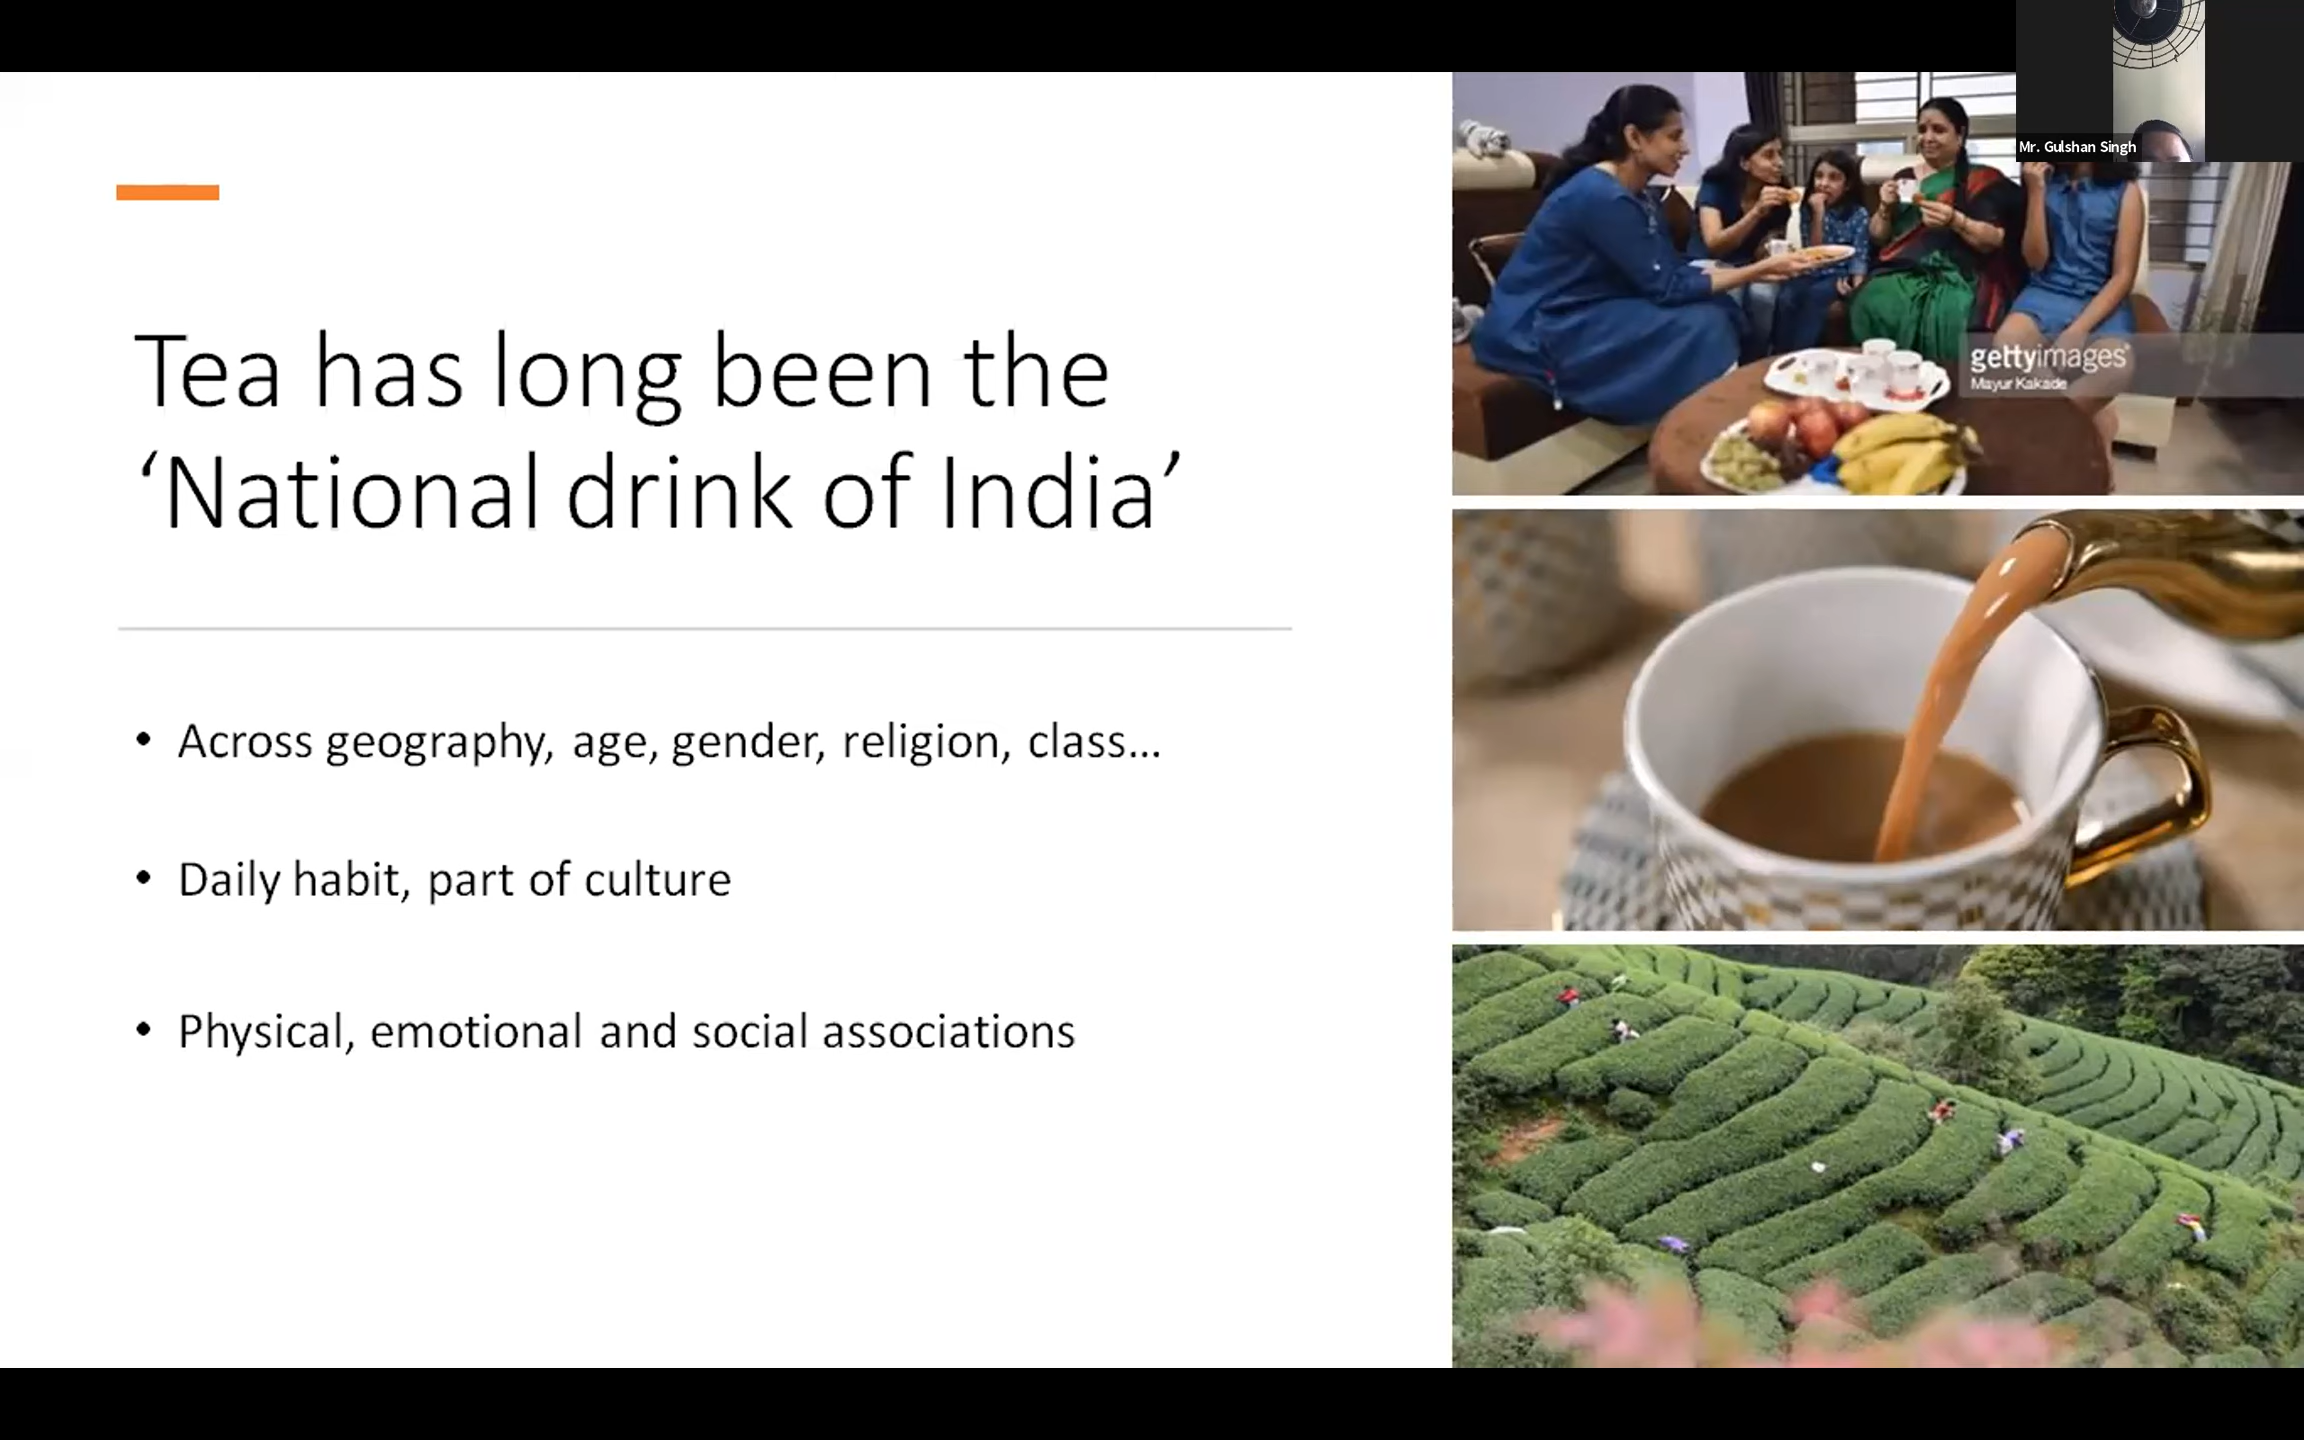 Mr. Gulshan Singh
Tea has long been the
‘National drink of India’
gettyimages®
Mayur Kakade
• Across geography, age, gender, religion, class...
• Daily habit, part of culture
• Physical, emotional and social associations